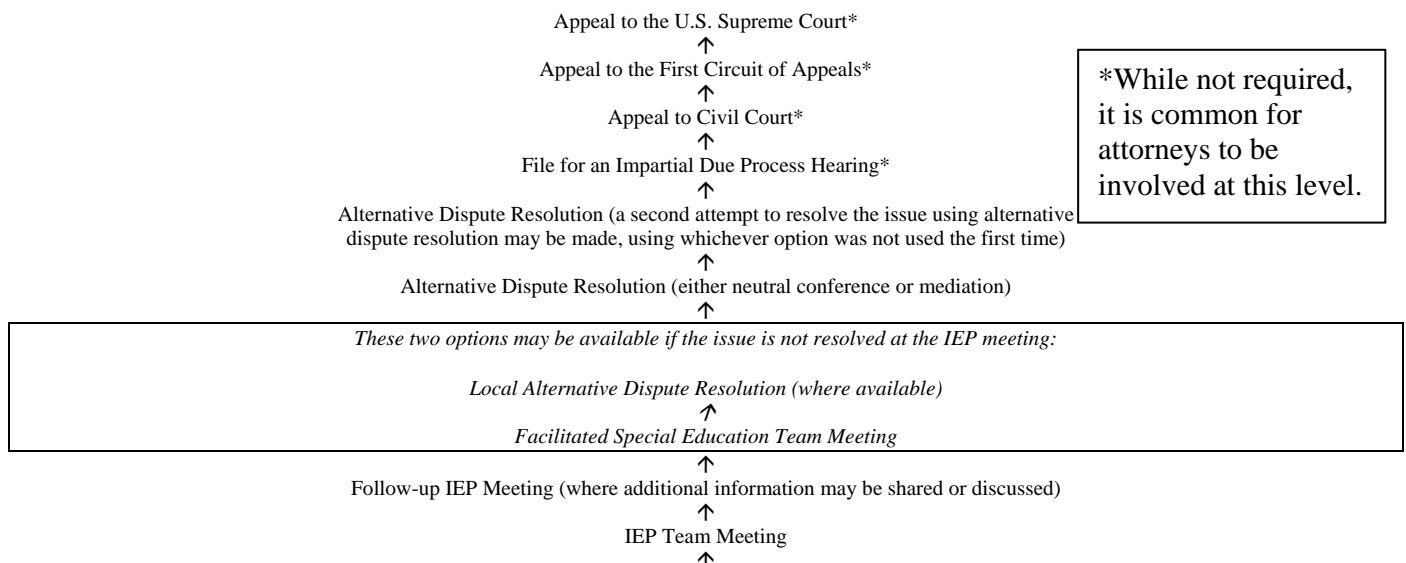 Appeal to the U.S. Supreme Court*
↑
Appeal to the First Circuit of Appeals*
↑
Appeal to Civil Court*
↑
File for an Impartial Due Process Hearing*
↑
Alternative Dispute Resolution (a second attempt to resolve the issue using alternative
dispute resolution may be made, using whichever option was not used the first time)
↑
Alternative Dispute Resolution (either neutral conference or mediation)
↑
These two options may be available if the issue is not resolved at the IEP meeting:
Local Alternative Dispute Resolution (where available)
↑
Facilitated Special Education Team Meeting
↑
Follow-up IEP Meeting (where additional information may be shared or discussed)
↑
IEP Team Meeting
↑
*While not required,
it is common for
attorneys to be
involved at this level.